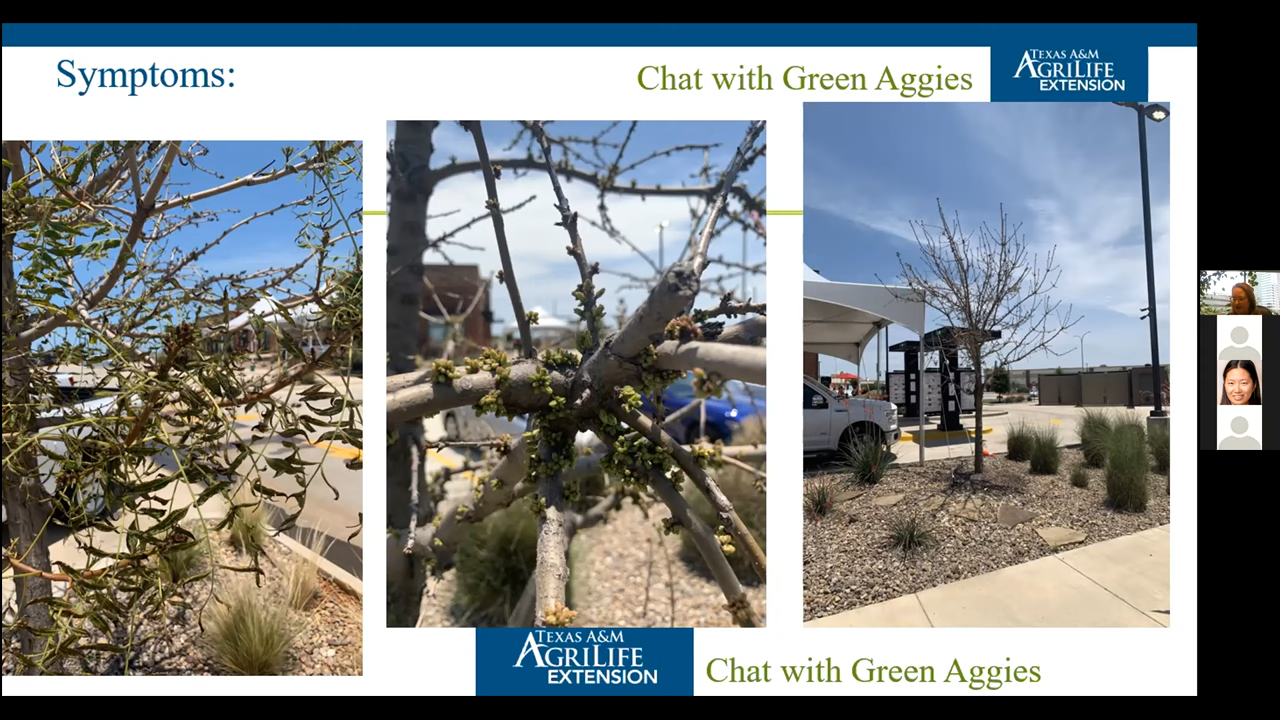 Symptoms:
Chat with Green Aggies
TEXAS A&M
AGRILIFE
EXTENSION
TEXAS A&M
AGRILIFE
EXTENSION
Chat with Green Aggies